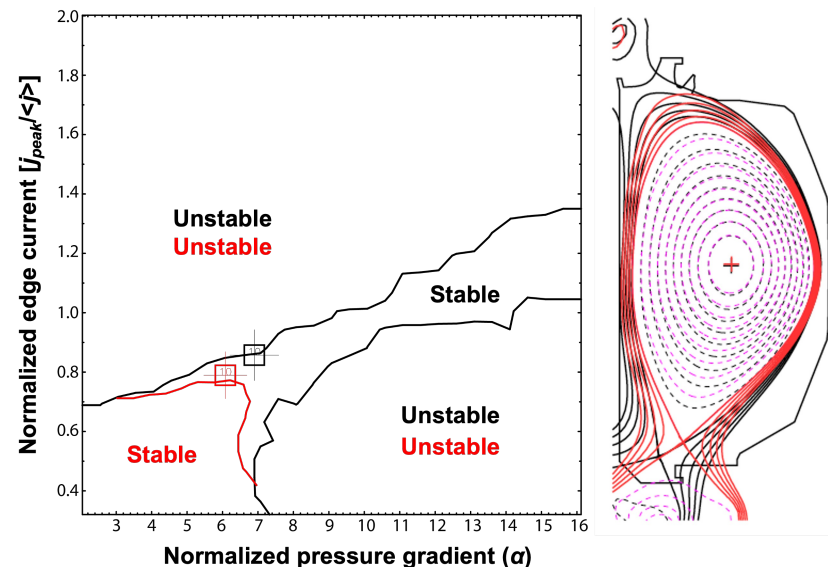 2.0
1.8
1.6
1.4
1.2
1.0
0.8
0.6
0.4
Normalized edge current [jpeak/<j>]
Unstable
Unstable
Stable
Stable
Unstable
Unstable
10
3 4 5 6 7 8 9 10 11 12 13 14 15 16
Normalized pressure gradient (α)